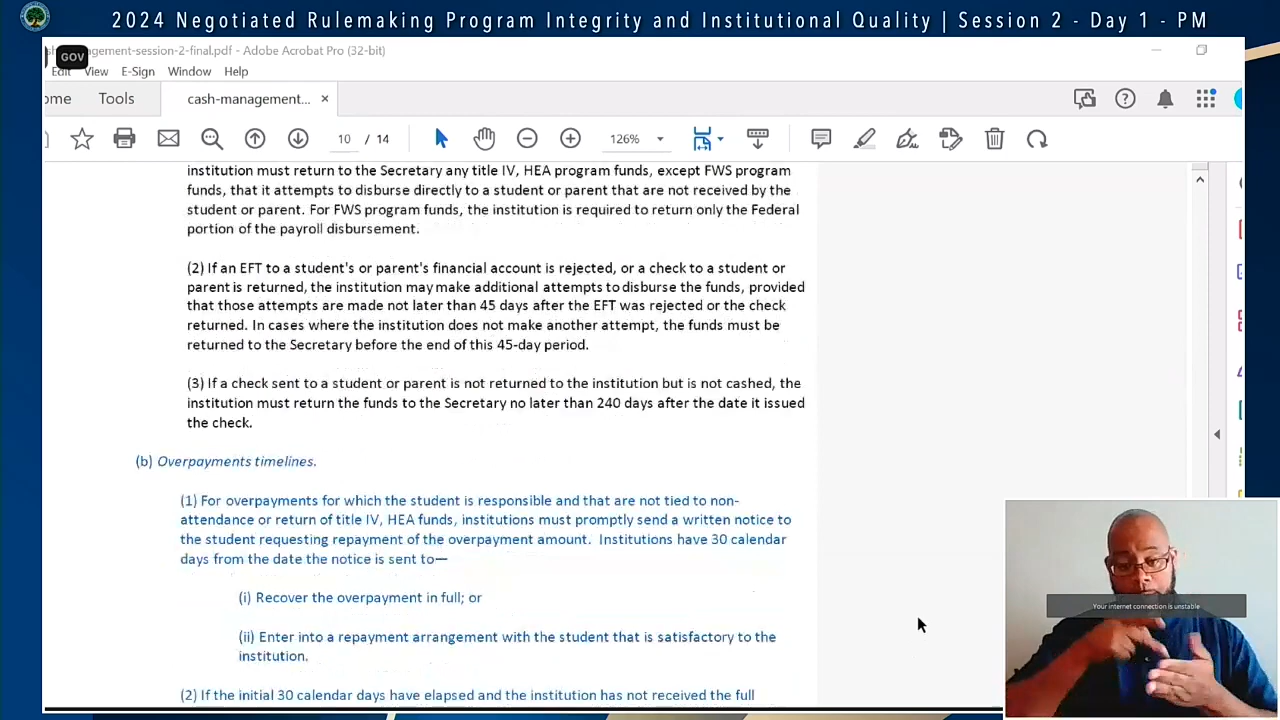 2024 Negotiated Rulemaking Program Integrity and Institutional Quality | Session 2 - Day 1 - PM
GOV
agement-session-2-final.pdf - Adobe Acrobat Pro (32-bit)
Edit View E-Sign Window Help
ome Tools cash-management... ×
10 / 14 126%
institution must return to the Secretary any title IV, HEA program funds, except FWS program
funds, that it attempts to disburse directly to a student or parent that are not received by the
student or parent. For FWS program funds, the institution is required to return only the Federal
portion of the payroll disbursement.
(2) If an EFT to a student's or parent's financial account is rejected, or a check to a student or
parent is returned, the institution may make additional attempts to disburse the funds, provided
that those attempts are made not later than 45 days after the EFT was rejected or the check
returned. In cases where the institution does not make another attempt, the funds must be
returned to the Secretary before the end of this 45-day period.
(3) If a check sent to a student or parent is not returned to the institution but is not cashed, the
institution must return the funds to the Secretary no later than 240 days after the date it issued
the check.
(b) Overpayments timelines.
(1) For overpayments for which the student is responsible and that are not tied to non-
attendance or return of title IV, HEA funds, institutions must promptly send a written notice to
the student requesting repayment of the overpayment amount. Institutions have 30 calendar
days from the date the notice is sent to—
(i) Recover the overpayment in full; or
(ii) Enter into a repayment arrangement with the student that is satisfactory to the
institution.
(2) If the initial 30 calendar days have elapsed and the institution has not received the full
Your internet connection is unstable